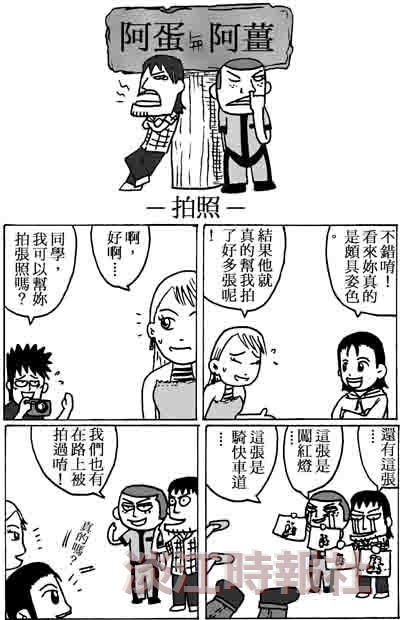 阿蛋 阿薑
—拍照—
同學，
我可以幫妳
拍張照嗎？
啊，
好啊……
結果他就
真的幫我拍
了好多張呢
！
不錯唷！
看來妳真的
是頗具姿色
。
我們也有
在路上被
拍過唷！
真的嗎？
這張是
騎快車道
……
這張是
闖紅燈
……
還有這張
……
淡江時報社